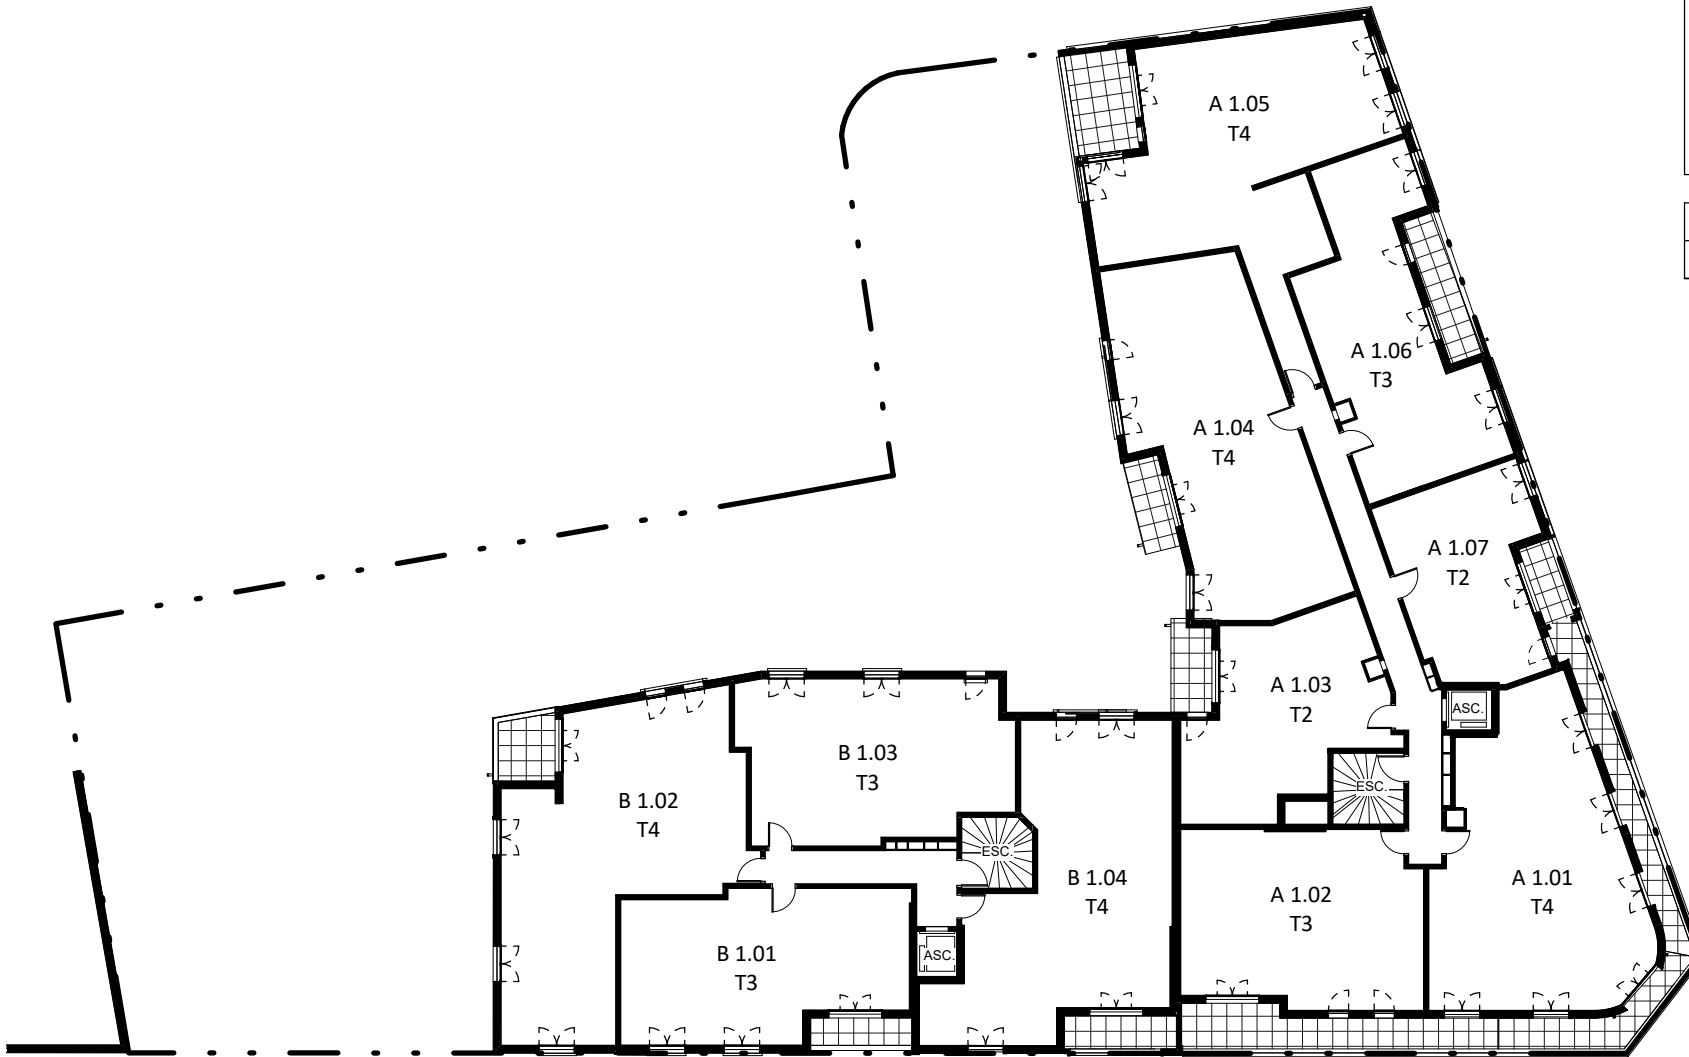 A 1.05
T4
A 1.06
T3
A 1.04
T4
A 1.07
T2
A 1.03
T2
ASC.
B 1.03
T3
ESC.
B 1.02
T4
ESC.
B 1.04
T4
A 1.02
T3
A 1.01
T4
B 1.01
T3
ASC.